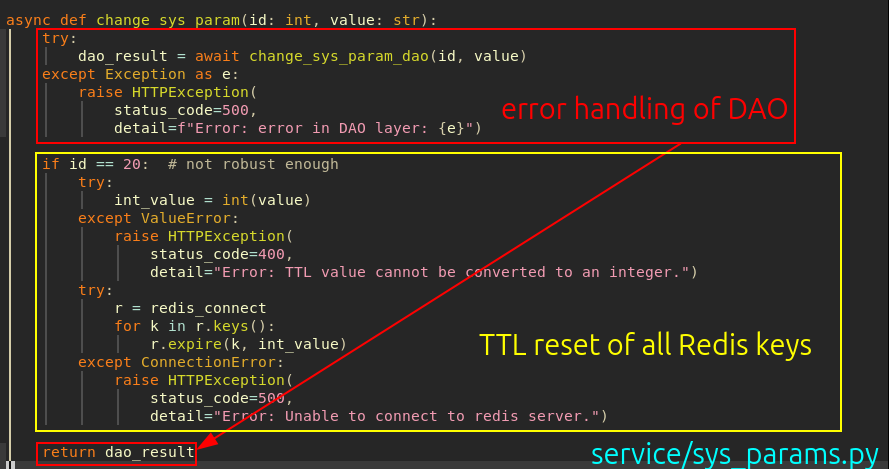 async def change_sys_param(id: int, value: str):
    try:
        dao_result = await change_sys_param_dao(id, value)
    except Exception as e:
        raise HTTPException(
            status_code=500,
            detail=f"Error: error in DAO layer: {e}")
error handling of DAO
    if id == 20:  # not robust enough
        try:
            int_value = int(value)
        except ValueError:
            raise HTTPException(
                status_code=400,
                detail="Error: TTL value cannot be converted to an integer.")
        try:
            r = redis_connect
            for k in r.keys():
                r.expire(k, int_value)
        except ConnectionError:
            raise HTTPException(
                status_code=500,
                detail="Error: Unable to connect to redis server.")
TTL reset of all Redis keys
    return dao_result
service/sys_params.py